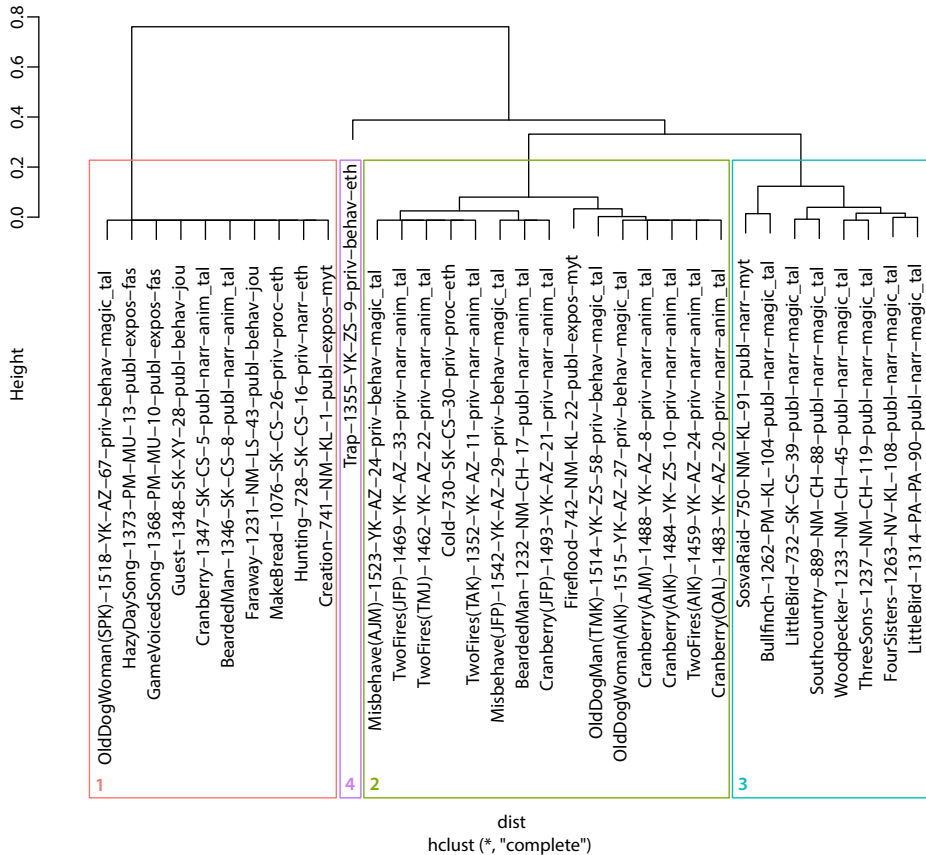 0.8
0.6
0.4
0.2
0.0
Height
OldDogWoman(SPK)−1518−YK−AZ−67−priv−behav−magic_tal
HazyDaySong−1373−PM−MU−13−publ−expos−fas
GameVoicedSong−1368−PM−MU−10−publ−expos−fas
Guest−1348−SK−XY−28−publ−behav−jou
Cranberry−1347−SK−CS−5−publ−narr−anim_tal
BeardedMan−1346−SK−CS−8−publ−narr−anim_tal
Faraway−1231−NM−LS−43−publ−behav−jou
MakeBread−1076−SK−CS−26−priv−proc−eth
Hunting−728−SK−CS−16−priv−narr−eth
Creation−741−NM−KL−1−publ−expos−myt
Trap−1355−YK−ZS−9−priv−behav−eth
Misbehave(AJM)−1523−YK−AZ−24−priv−behav−magic_tal
TwoFires(JFP)−1469−YK−AZ−33−priv−narr−anim_tal
TwoFires(TMJ)−1462−YK−AZ−22−priv−narr−anim_tal
Cold−730−SK−CS−30−priv−proc−eth
TwoFires(TAK)−1352−YK−AZ−11−priv−narr−anim_tal
Misbehave(JFP)−1542−YK−AZ−29−priv−behav−magic_tal
BeardedMan−1232−NM−CH−17−publ−narr−anim_tal
Cranberry(JFP)−1493−YK−AZ−21−priv−narr−anim_tal
Fireflood−742−NM−KL−22−publ−expos−myt
OldDogMan(TMK)−1514−YK−ZS−58−priv−behav−magic_tal
OldDogWoman(AIK)−1515−YK−AZ−27−priv−behav−magic_tal
Cranberry(AJM)−1488−YK−AZ−8−priv−narr−anim_tal
Cranberry(AIK)−1484−YK−ZS−10−priv−narr−anim_tal
TwoFires(AIK)−1459−YK−AZ−24−priv−narr−anim_tal
Cranberry(OAL)−1483−YK−AZ−20−priv−narr−anim_tal
SosvaRaid−750−NM−KL−91−publ−narr−myt
Bullfinch−1262−PM−KL−104−publ−narr−magic_tal
LittleBird−732−SK−CS−39−publ−narr−magic_tal
Southcountry−889−NM−CH−88−publ−narr−magic_tal
Woodpecker−1233−NM−CH−45−publ−narr−magic_tal
ThreeSons−1237−NM−CH−119−publ−narr−magic_tal
FourSisters−1263−NV−KL−108−publ−narr−magic_tal
LittleBird−1314−PA−PA−90−publ−narr−magic_tal
1
4
2
3
dist
hclust (*, "complete")